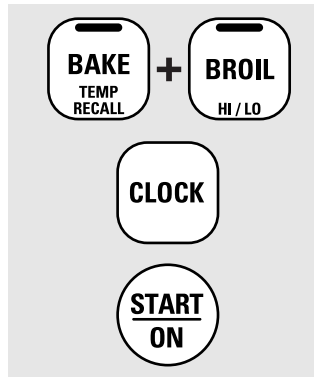 BAKE
TEMP
RECALL
+
BROIL
HI / LO
CLOCK
START
ON